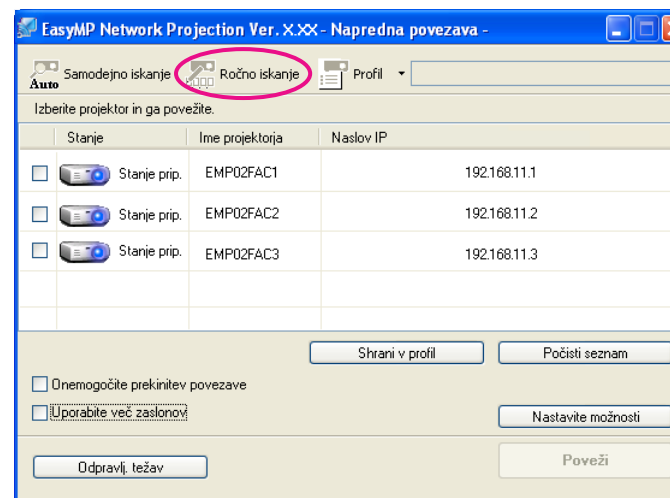 EasyMP Network Projection Ver. X.XX - Napredna povezava -
Auto Samodejno iskanje Ročno iskanje Profil
Izberite projektor in ga povežite.
Stanje Ime projektorja Naslov IP
Stanje prip. EMP02FAC1 192.168.11.1
Stanje prip. EMP02FAC2 192.168.11.2
Stanje prip. EMP02FAC3 192.168.11.3
Shrani v profil Počisti seznam
Onemogočite prekinitev povezave
Uporabite več zaslonov
Nastavite možnosti
Odpravlj. težav Poveži